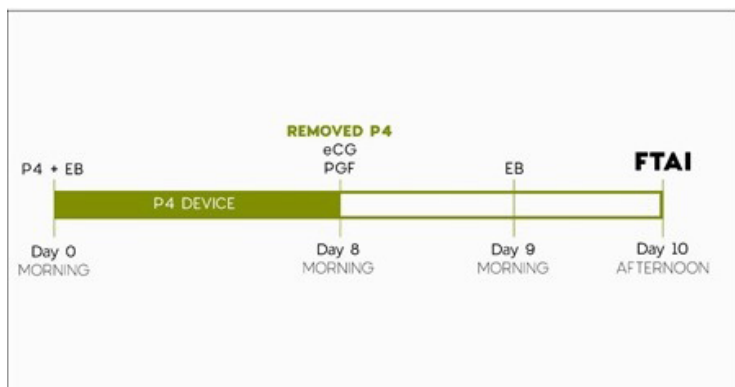 REMOVED P4
eCG
P4 + EB
PGF
EB
FTAI
P4 DEVICE
Day 0
MORNING
Day 8
MORNING
Day 9
MORNING
Day 10
AFTERNOON